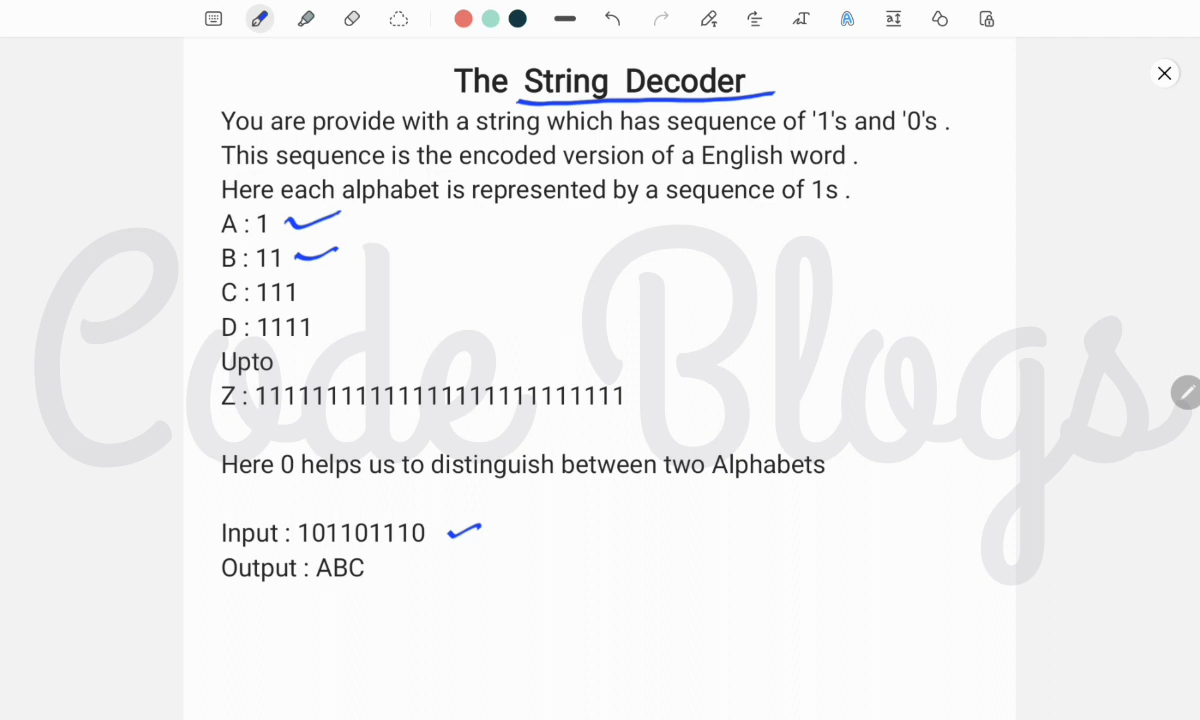 The String Decoder
You are provide with a string which has sequence of '1's and '0's .
This sequence is the encoded version of a English word .
Here each alphabet is represented by a sequence of 1s .
A : 1
B : 11
C : 111
D : 1111
Upto
Z : 11111111111111111111111111
Here 0 helps us to distinguish between two Alphabets
Input : 101101110
Output : ABC
Code Blogs